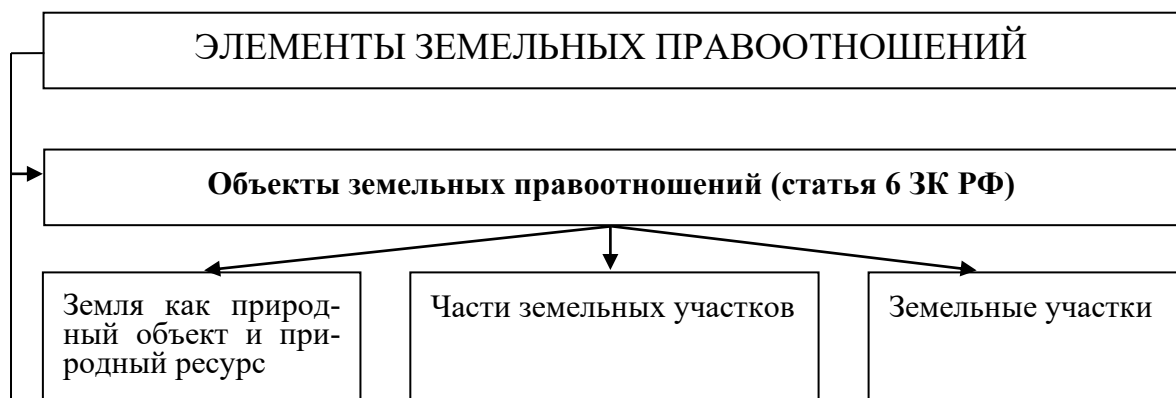 ЭЛЕМЕНТЫ ЗЕМЕЛЬНЫХ ПРАВООТНОШЕНИЙ
Объекты земельных правоотношений (статья 6 ЗК РФ)
Земля как природ-
ный объект и при-
родный ресурс
Части земельных участков
Земельные участки